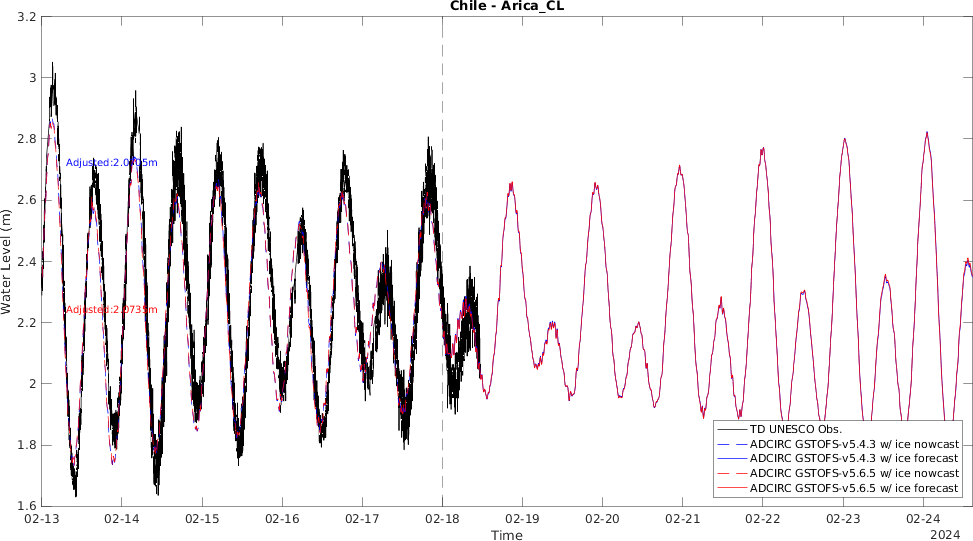 Chile - Arica_CL
3.2
3
2.8
2.6
2.4
2.2
2
1.8
1.6
Water Level (m)
Adjusted:
Adjusted:2.0735m
TD UNESCO Obs.
ADCIRC GSTOFS-v5.4.3 w/ ice nowcast
ADCIRC GSTOFS-v5.4.3 w/ ice forecast
ADCIRC GSTOFS-v5.6.5 w/ ice nowcast
ADCIRC GSTOFS-v5.6.5 w/ ice forecast
02-13 02-14 02-15 02-16 02-17 02-18 02-19 02-20 02-21 02-22 02-23 02-24
Time
2024